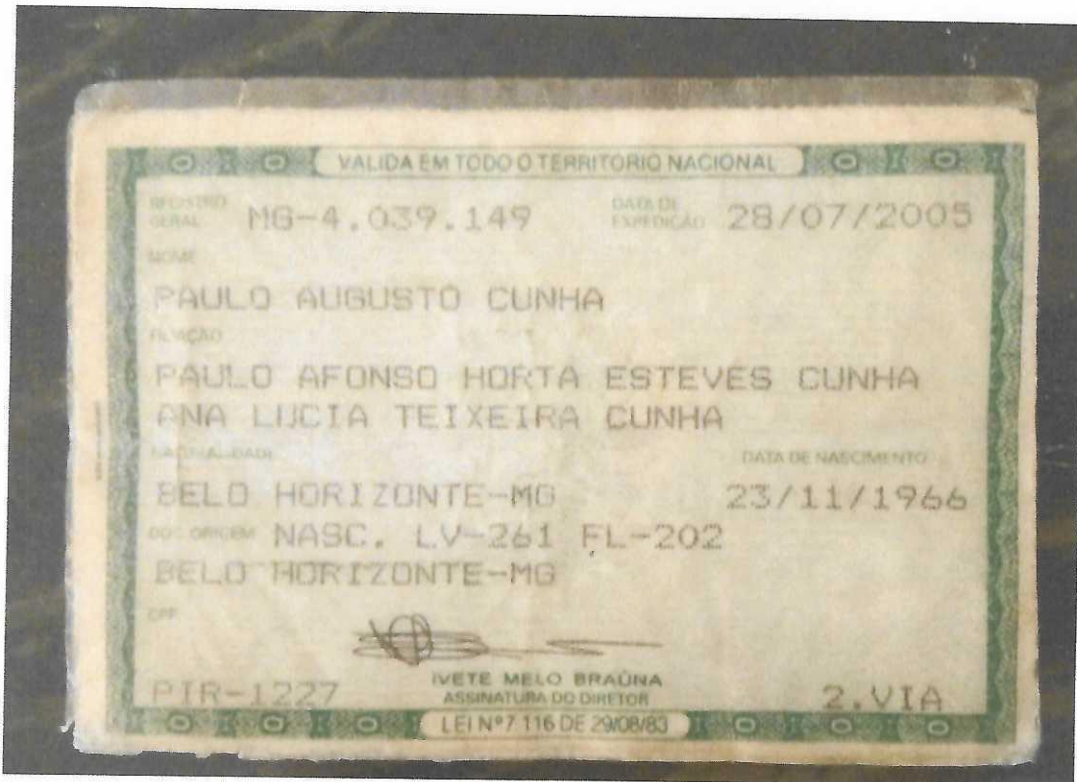 VALIDA EM TODO O TERRITORIO NACIONAL
REGISTRO GERAL MG-4.039.149 DATA DE EXPEDIÇÃO 28/07/2005
NOME
PAULO AUGUSTO CUNHA
FILIAÇÃO
PAULO AFONSO HORTA ESTEVES CUNHA
ANA LUCIA TEIXEIRA CUNHA
NATURALIDADE DATA DE NASCIMENTO
BELO HORIZONTE-MG 23/11/1966
DOC ORIGEM NASC. LV-261 FL-202
BELO HORIZONTE-MG
CPF
IVETE MELO BRAÚNA
PIR-1227 ASSINATURA DO DIRETOR 2.VIA
LEI Nº 7.116 DE 29/08/83